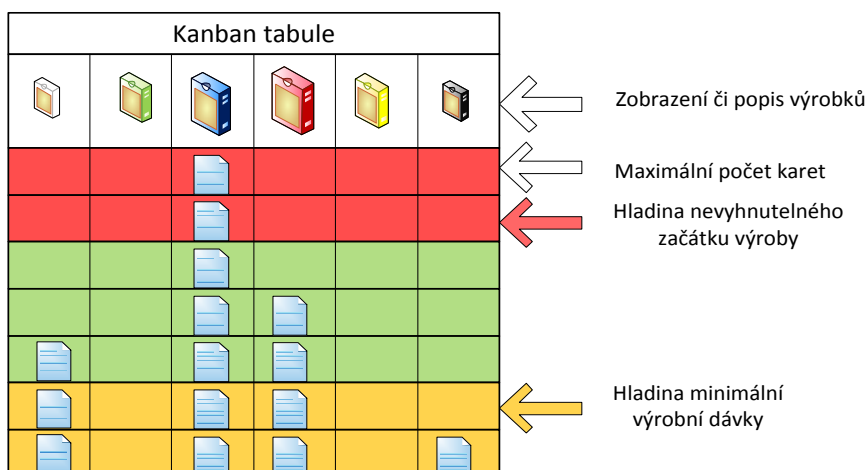 Kanban tabule
Zobrazení či popis výrobků
Maximální počet karet
Hladina nevyhnutelného
začátku výroby
Hladina minimální
výrobní dávky